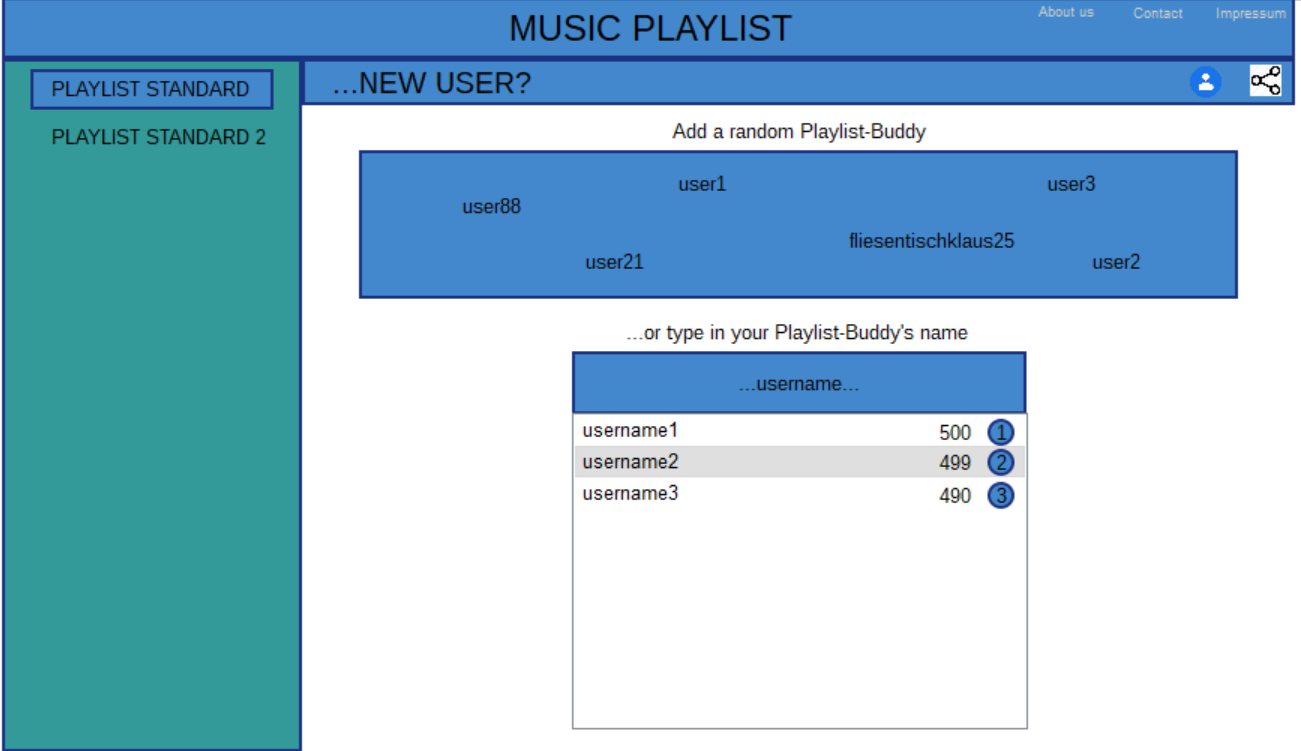 MUSIC PLAYLIST
About us Contact Impressum
PLAYLIST STANDARD
PLAYLIST STANDARD 2
...NEW USER?
Add a random Playlist-Buddy
user1 user3
user88
fliesentischklaus25
user21 user2
...or type in your Playlist-Buddy's name
...username...
username1 500 1
username2 499 2
username3 490 3